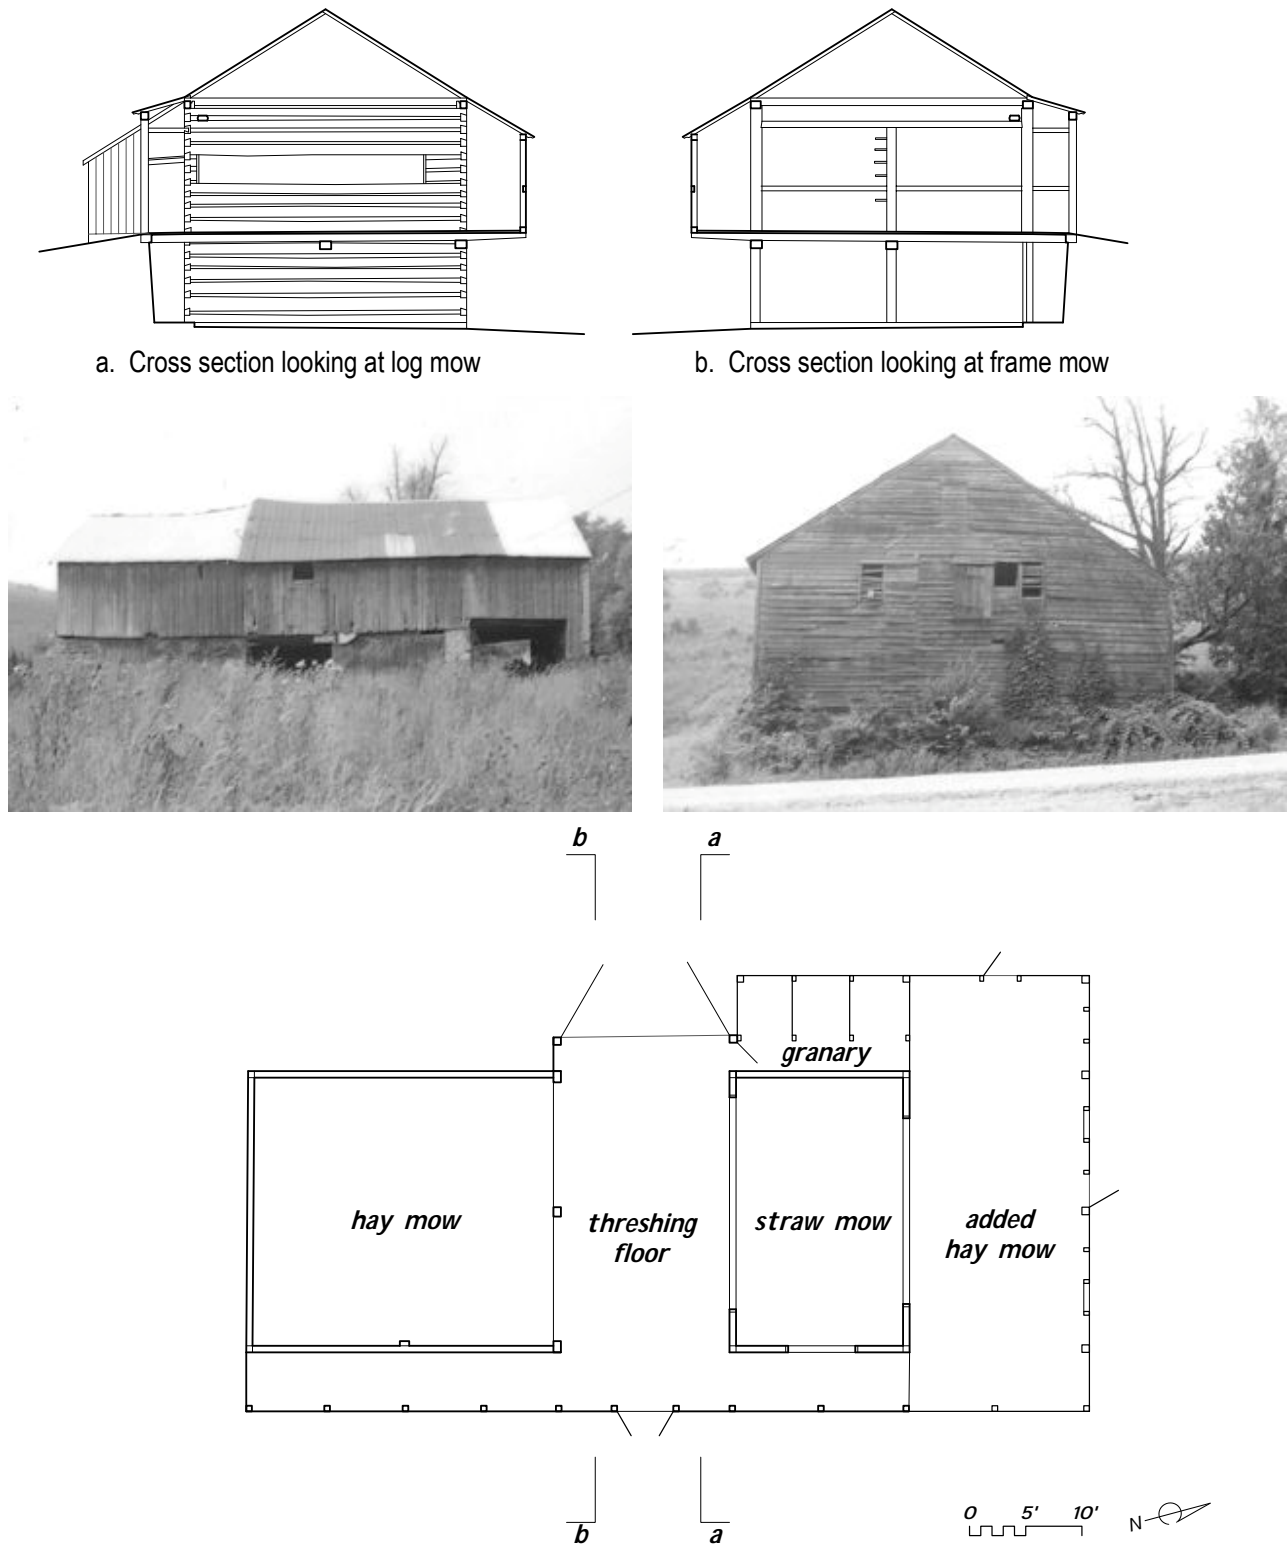 a. Cross section looking at log mow
b. Cross section looking at frame mow
b
a
granary
hay mow
threshing
floor
straw mow
added
hay mow
b
a
0 5' 10'
N